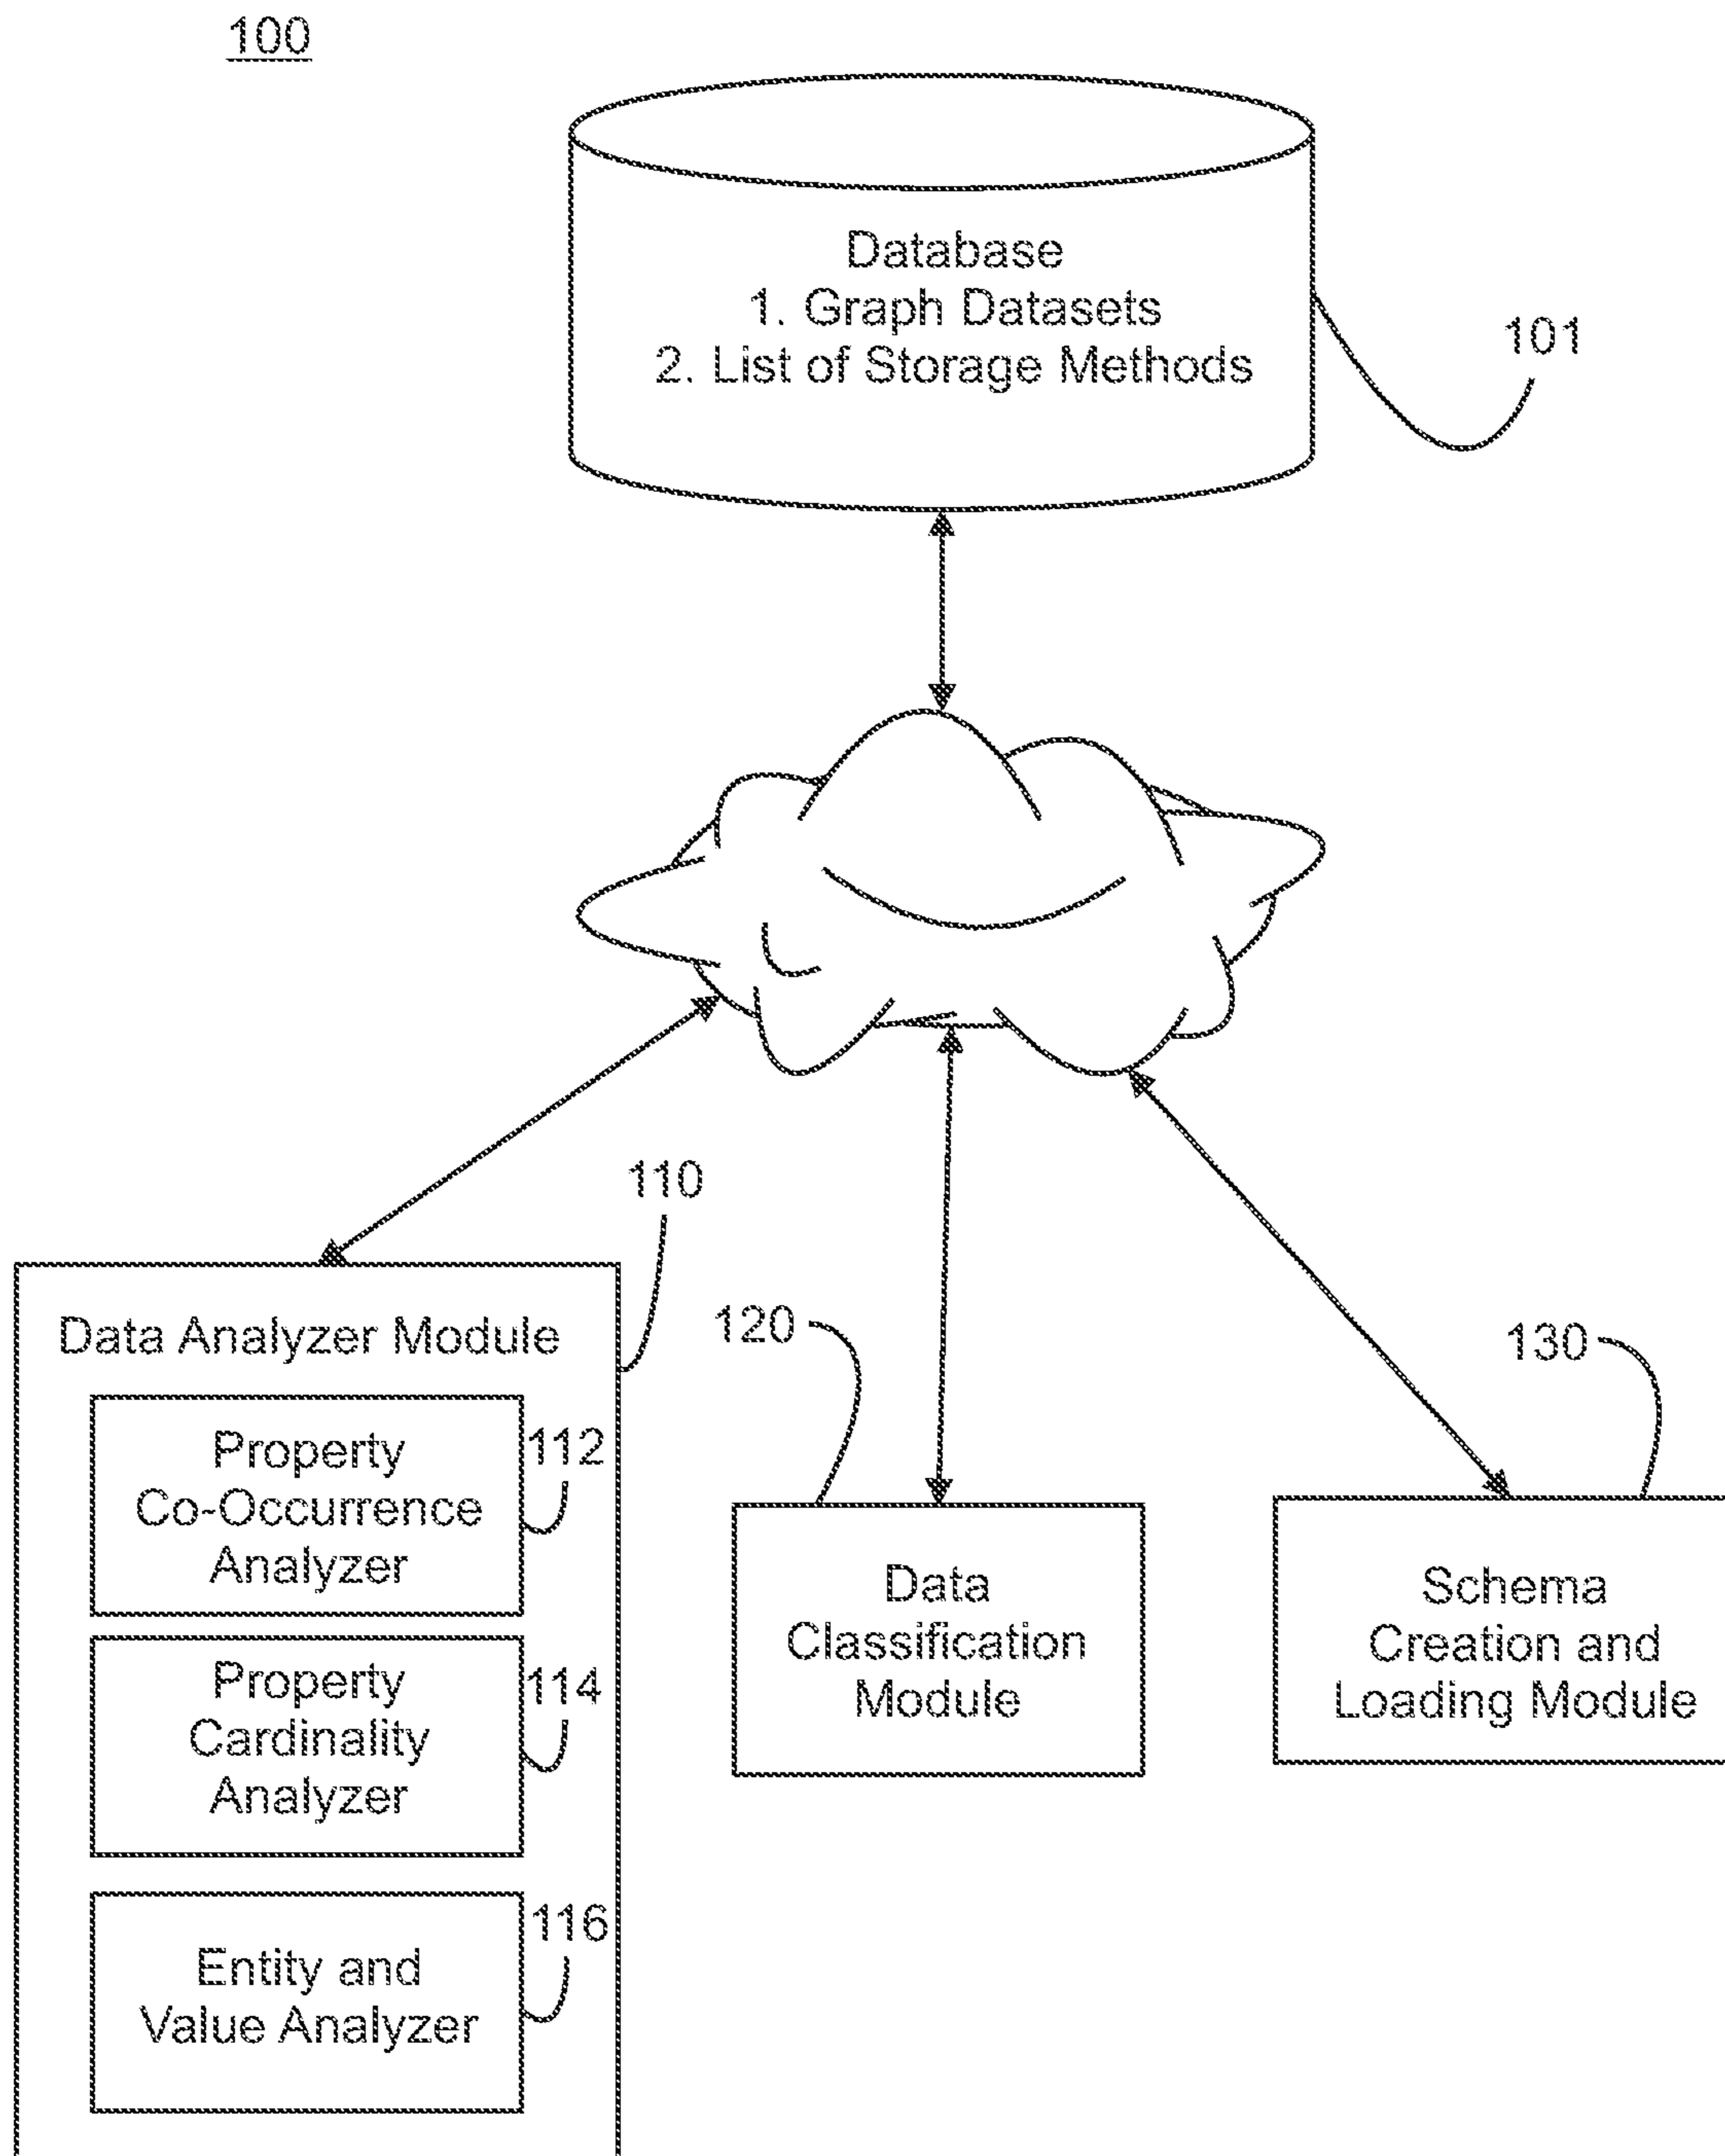 100
Database
1. Graph Datasets
2. List of Storage Methods
101
110
Data Analyzer Module
120
130
Property
Co-Occurrence
Analyzer
112
Property
Cardinality
Analyzer
114
Entity and
Value Analyzer
116
Data
Classification
Module
Schema
Creation and
Loading Module